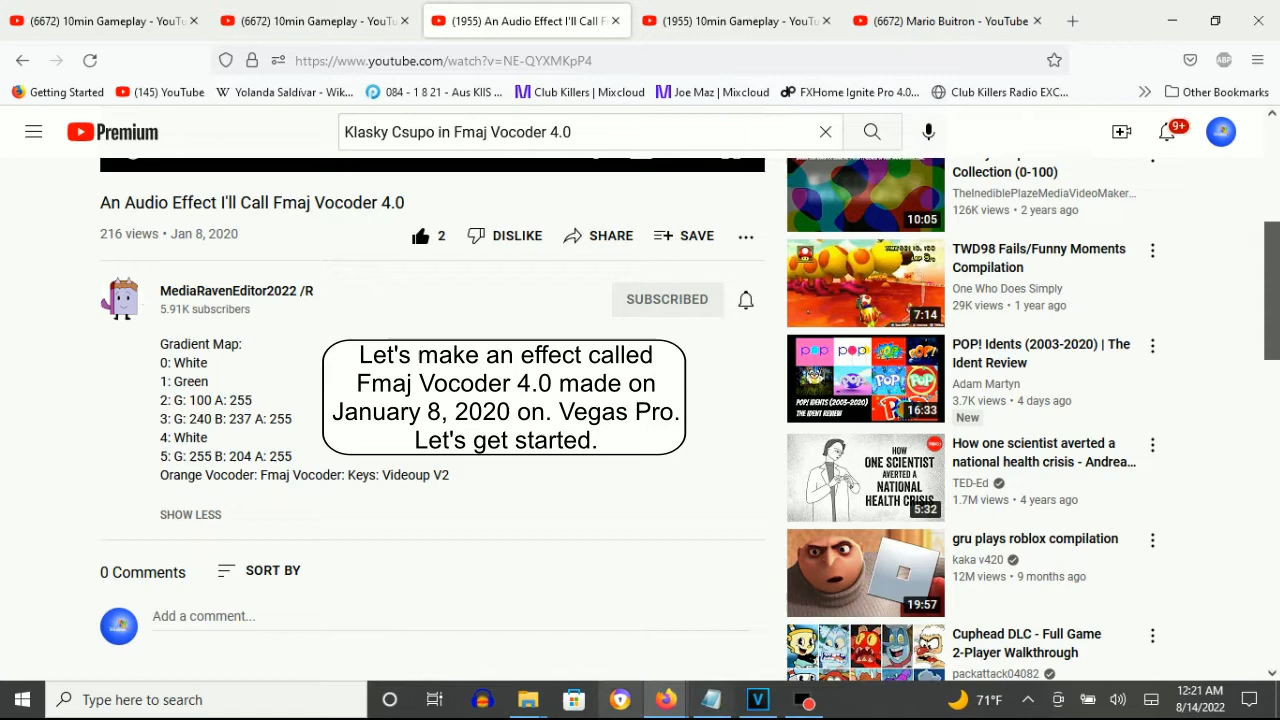 (6672) 10min Gameplay - YouTu
(6672) 10min Gameplay - YouTu
(1955) An Audio Effect I'll Call F
(1955) 10min Gameplay - YouTu
(6672) Mario Buitron - YouTube
https://www.youtube.com/watch?v=NE-QYXMKpP4
Getting Started
(145) YouTube
Yolanda Saldívar - Wik...
084 - 1 8 21 - Aus KIIS ...
Club Killers | Mixcloud
Joe Maz | Mixcloud
FXHome Ignite Pro 4.0...
Club Killers Radio EXC...
Other Bookmarks
Premium
Klasky Csupo in Fmaj Vocoder 4.0
9+
An Audio Effect I'll Call Fmaj Vocoder 4.0
216 views • Jan 8, 2020
2
DISLIKE
SHARE
SAVE
MediaRavenEditor2022 /R
5.91K subscribers
SUBSCRIBED
Gradient Map:
0: White
1: Green
2: G: 100 A: 255
3: G: 240 B: 237 A: 255
4: White
5: G: 255 B: 204 A: 255
Orange Vocoder: Fmaj Vocoder: Keys: Videoup V2
SHOW LESS
Let's make an effect called
Fmaj Vocoder 4.0 made on
January 8, 2020 on. Vegas Pro.
Let's get started.
0 Comments
SORT BY
Add a comment...
Collection (0-100)
TheInediblePlazeMediaVideoMaker...
126K views • 2 years ago
10:05
TWD98 Fails/Funny Moments
Compilation
One Who Does Simply
29K views • 1 year ago
7:14
POP! Idents (2003-2020) | The
Ident Review
Adam Martyn
3.7K views • 4 days ago
New
pop
pop
POP!
POP! IDENTS (2003-2020)
THE IDENT REVIEW
16:33
How one scientist averted a
national health crisis - Andrea...
TED-Ed
1.7M views • 4 years ago
HOW
ONE SCIENTIST
AVERTED A
NATIONAL
HEALTH CRISIS
5:32
gru plays roblox compilation
kaka v420
12M views • 9 months ago
19:57
Cuphead DLC - Full Game
2-Player Walkthrough
packattack04082
Type here to search
71°F
12:21 AM
8/14/2022